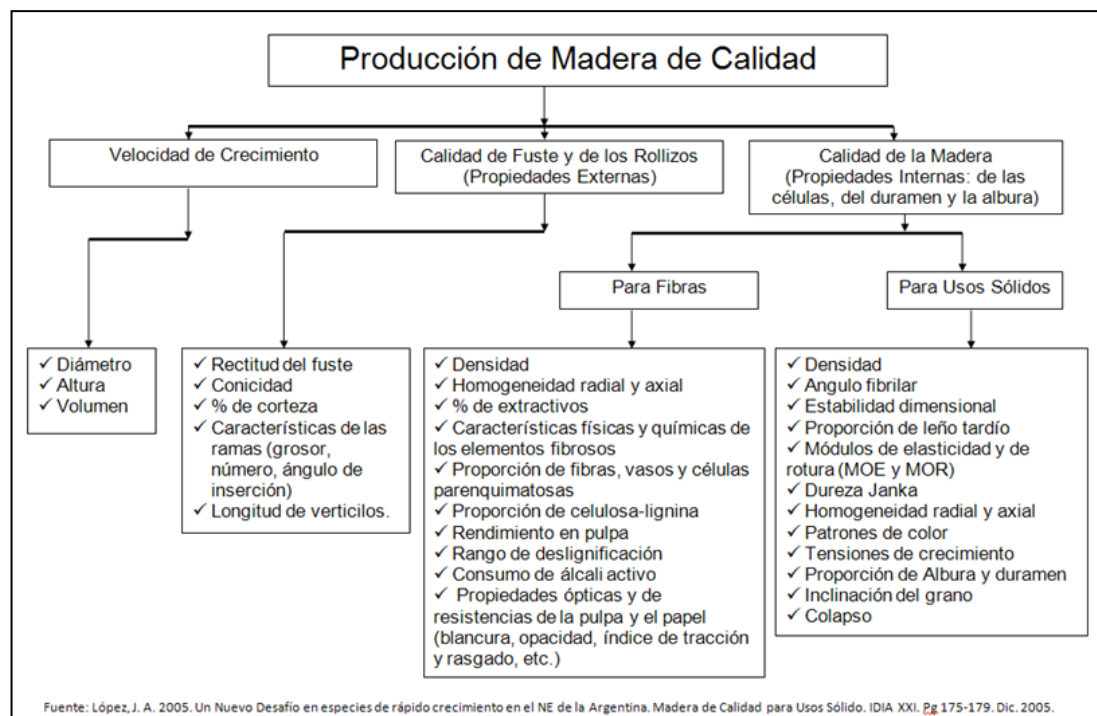 Producción de Madera de Calidad
Velocidad de Crecimiento
Calidad de Fuste y de los Rollizos
(Propiedades Externas)
Calidad de la Madera
(Propiedades Internas: de las
células, del duramen y la albura)
Para Fibras
Para Usos Sólidos
✓ Diámetro
✓ Altura
✓ Volumen
✓ Rectitud del fuste
✓ Conicidad
✓ % de corteza
✓ Características de las
ramas (grosor,
número, ángulo de
inserción)
✓ Longitud de verticilos.
✓ Densidad
✓ Homogeneidad radial y axial
✓ % de extractivos
✓ Características físicas y químicas de
los elementos fibrosos
✓ Proporción de fibras, vasos y células
parenquimatosas
✓ Proporción de celulosa-lignina
✓ Rendimiento en pulpa
✓ Rango de deslignificación
✓ Consumo de álcali activo
✓ Propiedades ópticas y de
resistencias de la pulpa y el papel
(blancura, opacidad, índice de tracción
y rasgado, etc.)
✓ Densidad
✓ Angulo fibrilar
✓ Estabilidad dimensional
✓ Proporción de leño tardío
✓ Módulos de elasticidad y de
rotura (MOE y MOR)
✓ Dureza Janka
✓ Homogeneidad radial y axial
✓ Patrones de color
✓ Tensiones de crecimiento
✓ Proporción de Albura y duramen
✓ Inclinación del grano
✓ Colapso
Fuente: López, J. A. 2005. Un Nuevo Desafío en especies de rápido crecimiento en el NE de la Argentina. Madera de Calidad para Usos Sólido. IDIA XXI. Pg 175-179. Dic. 2005.